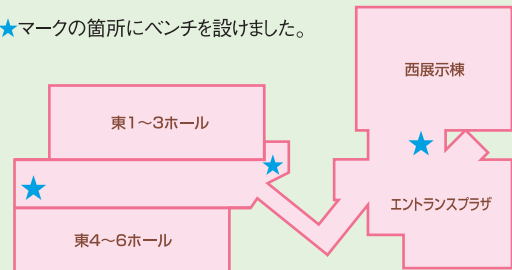 ★マークの箇所にベンチを設けました。
西展示棟
東1～3ホール
エントランスプラザ
東4～6ホール